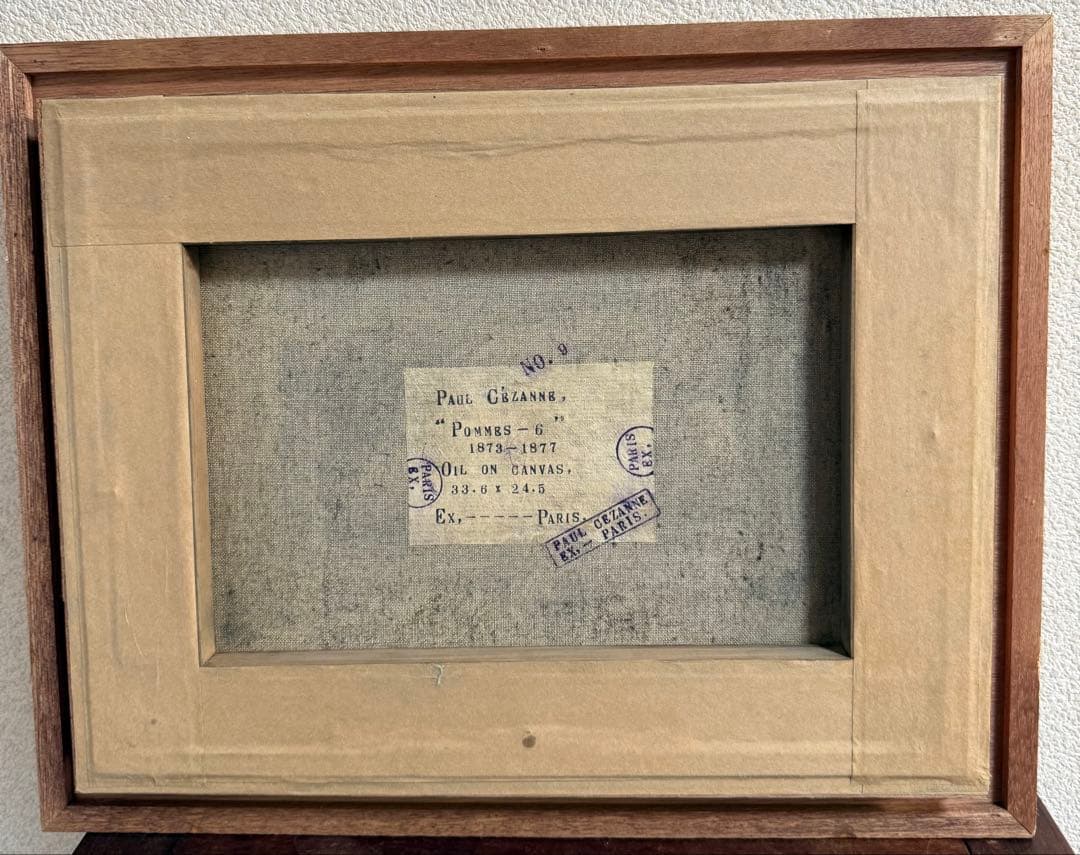 NO. 9
PAUL CÉZANNE,
“ POMMES – 6 ”
1873–1877
OIL ON CANVAS,
33.6 x 24.5
EX,-----PARIS.
PARIS
EX.
PARIS
EX.
PAUL CEZANNE
EX. – PARIS.